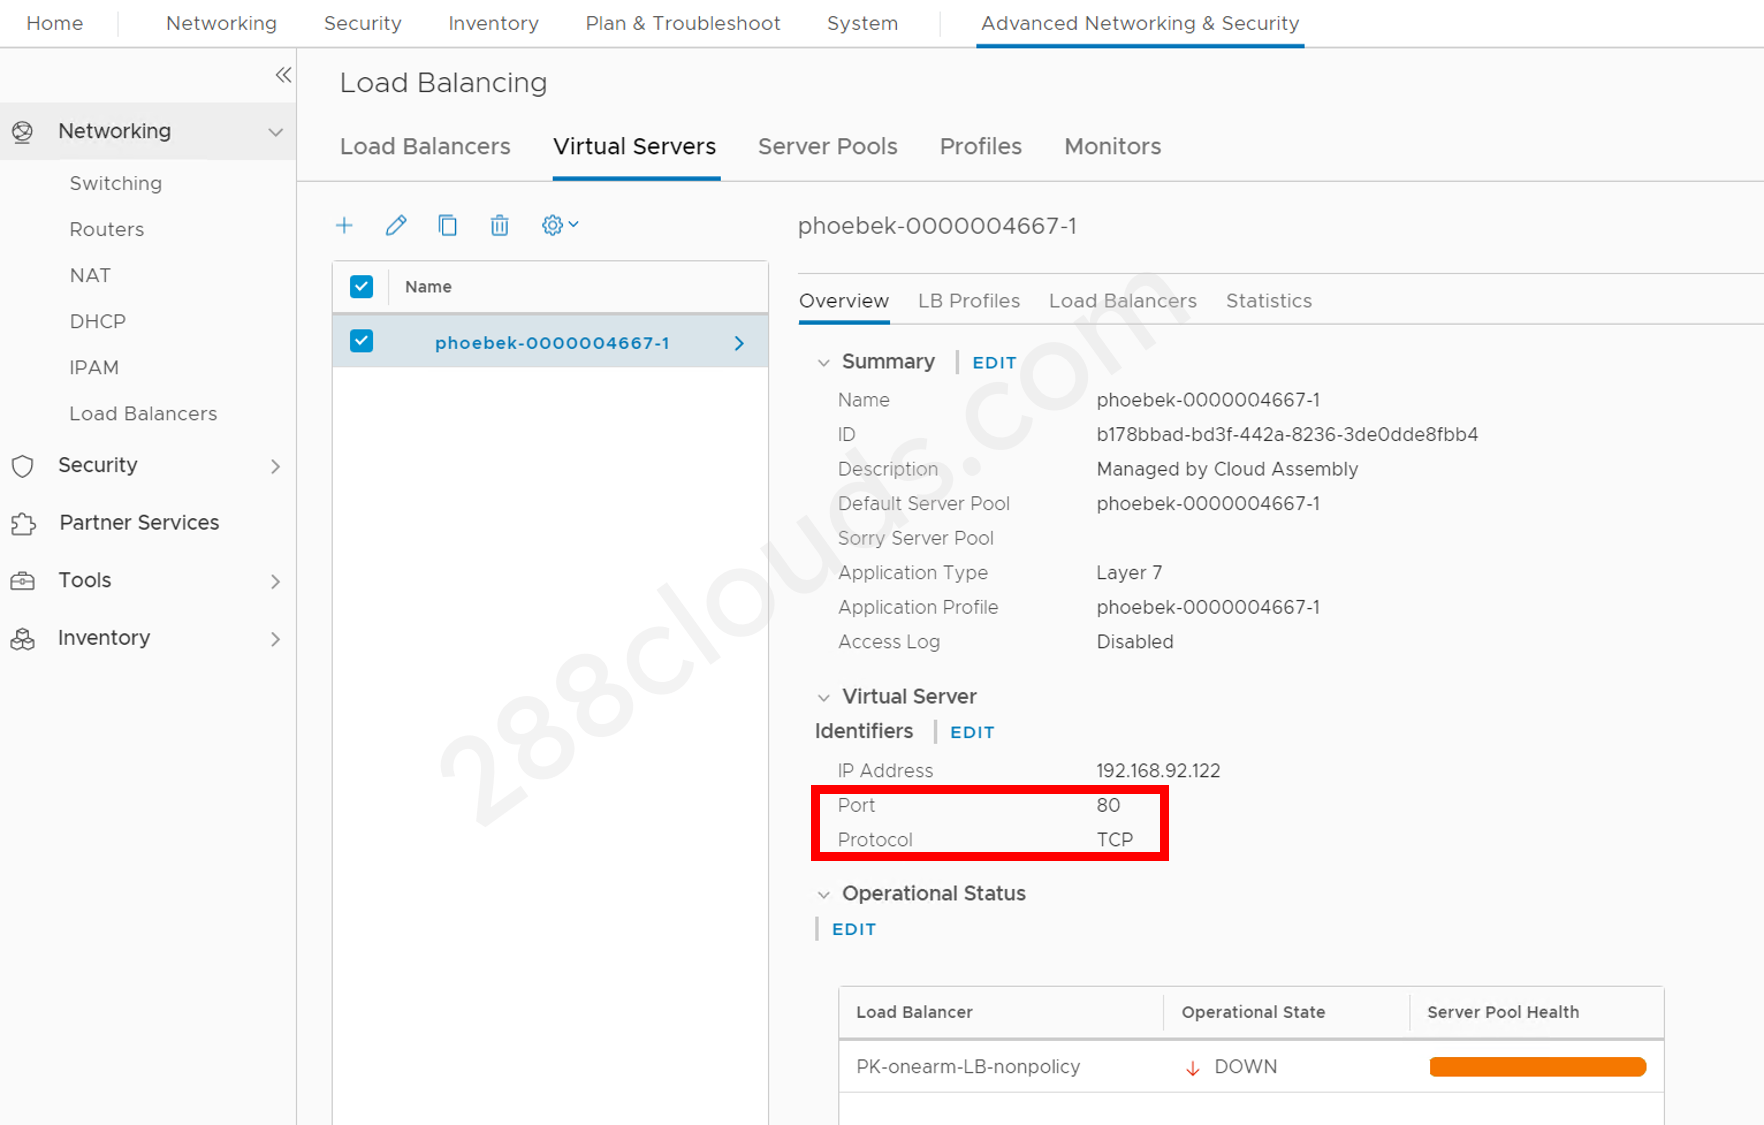 Home Networking Security Inventory Plan & Troubleshoot System Advanced Networking & Security
Load Balancing
Load Balancers Virtual Servers Server Pools Profiles Monitors
Networking
Switching
Routers
NAT
DHCP
IPAM
Load Balancers
Security
Partner Services
Tools
Inventory
Name
phoebek-0000004667-1
phoebek-0000004667-1
Overview LB Profiles Load Balancers Statistics
Summary EDIT
Name phoebek-0000004667-1
ID b178bbad-bd3f-442a-8236-3de0dde8fbb4
Description Managed by Cloud Assembly
Default Server Pool phoebek-0000004667-1
Sorry Server Pool
Application Type Layer 7
Application Profile phoebek-0000004667-1
Access Log Disabled
Virtual Server
Identifiers EDIT
IP Address 192.168.92.122
Port 80
Protocol TCP
Operational Status
EDIT
Load Balancer Operational State Server Pool Health
PK-onearm-LB-nonpolicy DOWN
288clouds.com